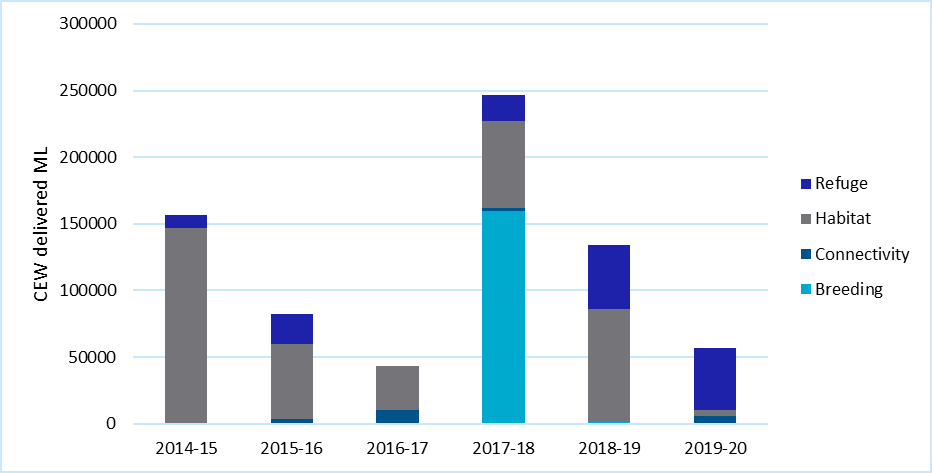 300000
250000
200000
150000
100000
50000
0
CEW delivered ML
2014-15 2015-16 2016-17 2017-18 2018-19 2019-20
Refuge
Habitat
Connectivity
Breeding